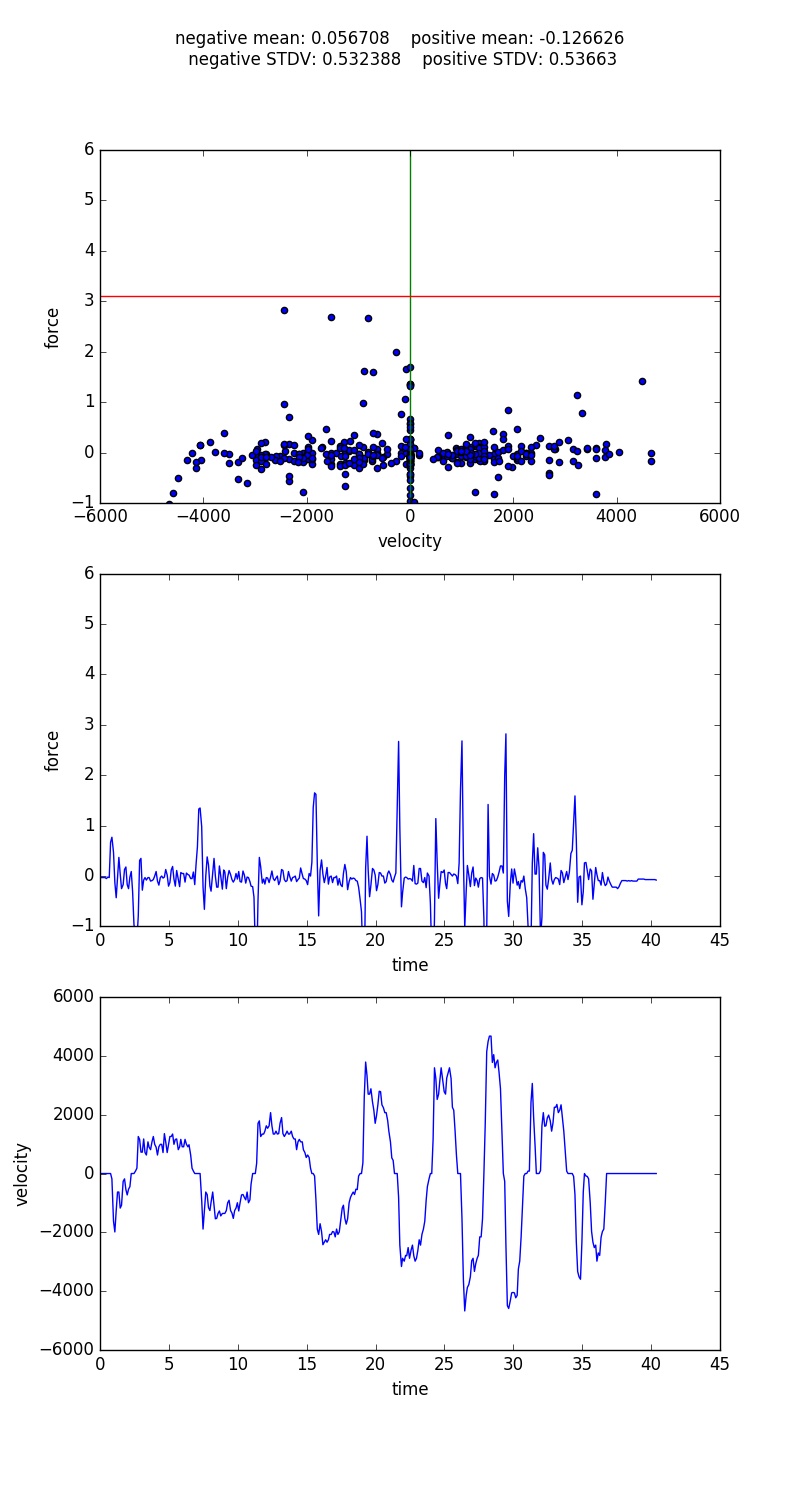 negative mean: 0.056708    positive mean: -0.126626
negative STDV: 0.532388    positive STDV: 0.53663
6
5
4
3
2
1
0
−1
force
−6000 −4000 −2000 0 2000 4000 6000
velocity
6
5
4
3
2
1
0
−1
force
0 5 10 15 20 25 30 35 40 45
time
6000
4000
2000
0
−2000
−4000
−6000
velocity
0 5 10 15 20 25 30 35 40 45
time